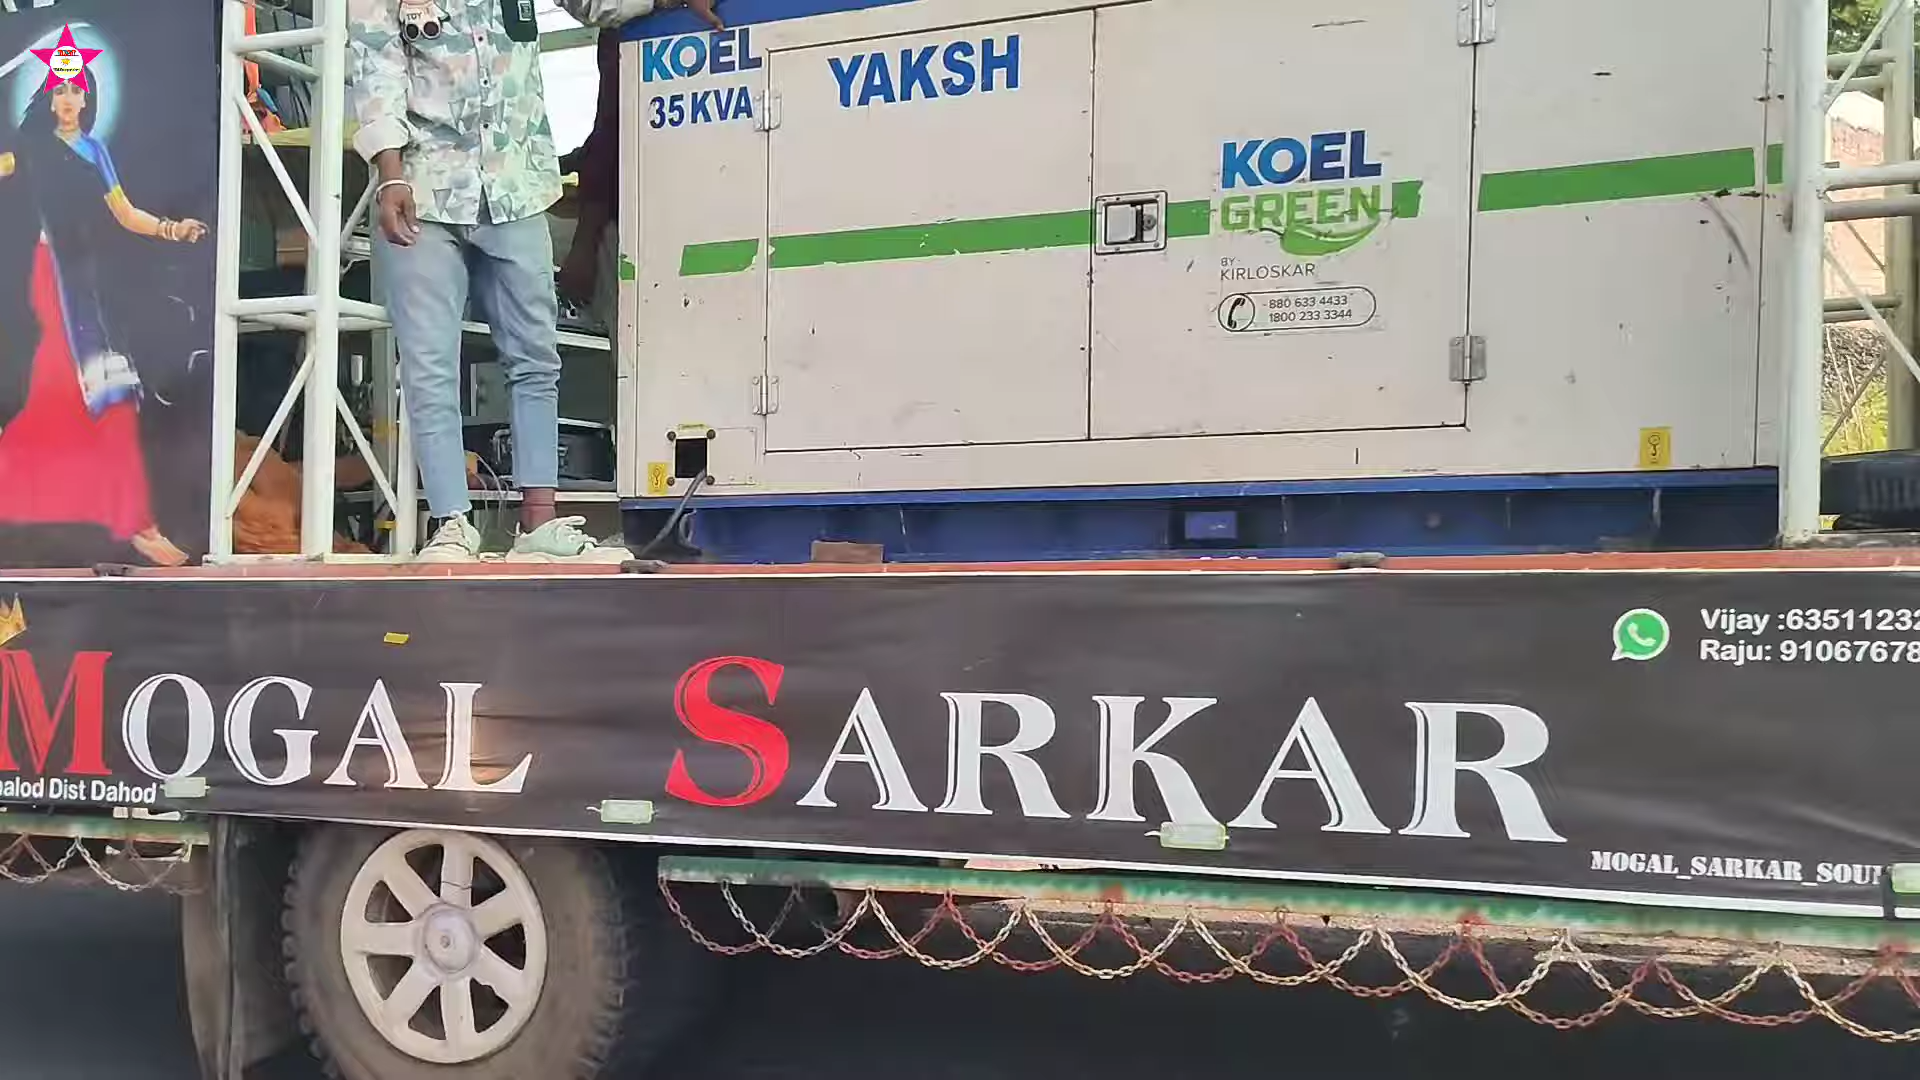 KOEL
35 KVA
YAKSH
KOEL
GREEN
BY
KIRLOSKAR
880 633 4433
1800 233 3344
Vijay :63511232
Raju: 91067678
MOGAL SARKAR
alod Dist Dahod
MOGAL_SARKAR_SOU